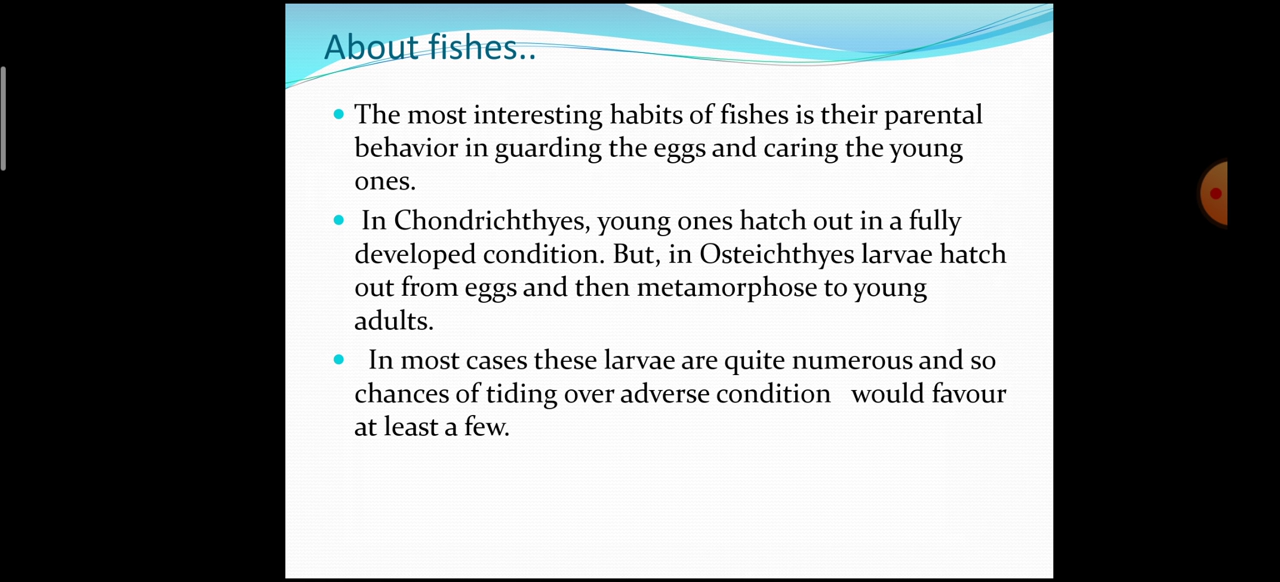 About fishes..
The most interesting habits of fishes is their parental
behavior in guarding the eggs and caring the young
ones.
In Chondrichthyes, young ones hatch out in a fully
developed condition. But, in Osteichthyes larvae hatch
out from eggs and then metamorphose to young
adults.
In most cases these larvae are quite numerous and so
chances of tiding over adverse condition would favour
at least a few.